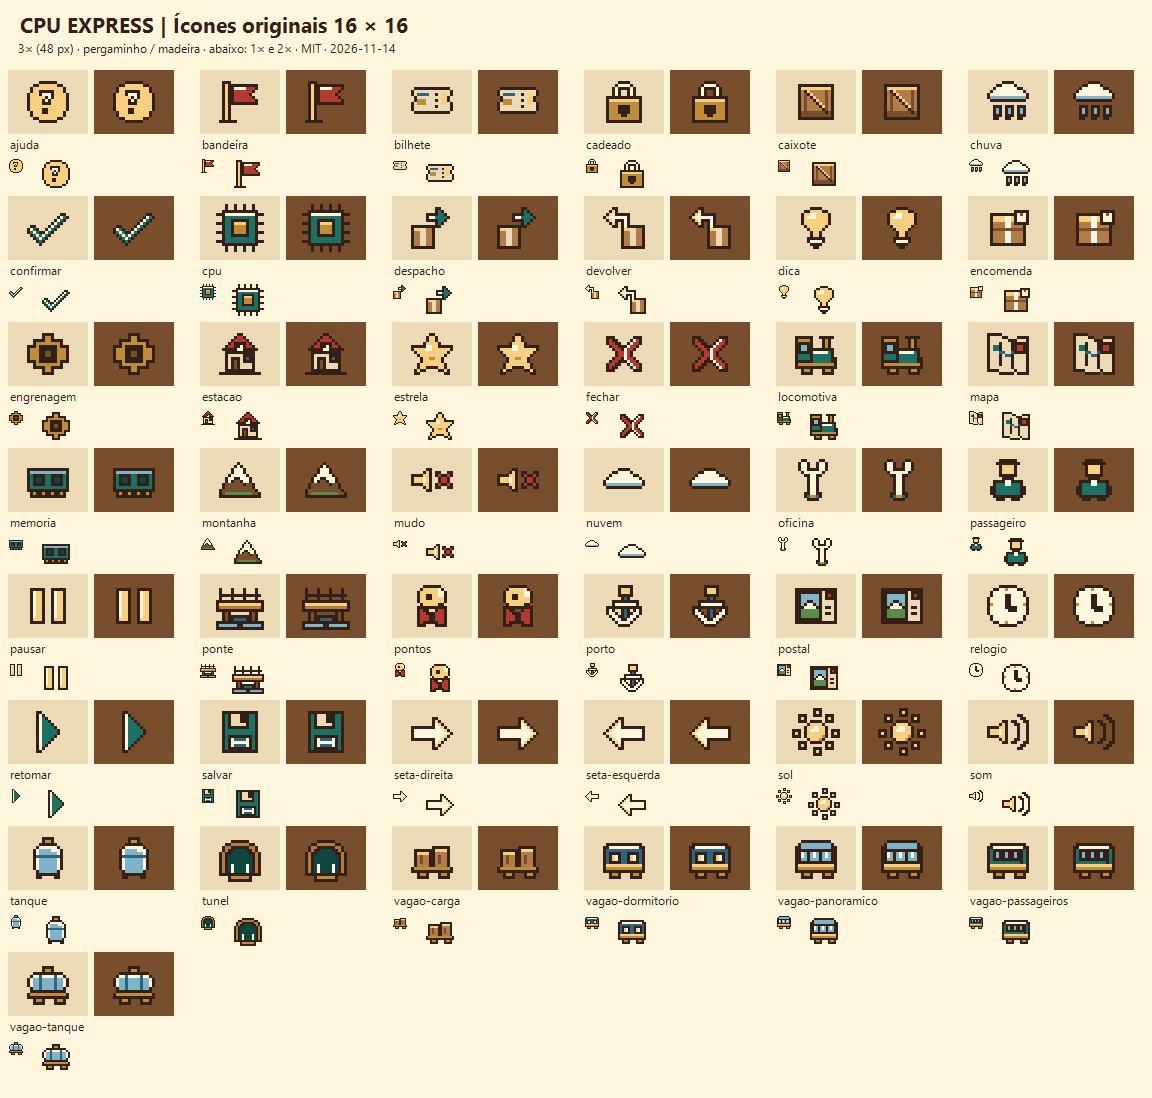 CPU EXPRESS | Ícones originais 16 × 16
3× (48 px) · pergaminho / madeira · abaixo: 1× e 2× · MIT · 2026-11-14
ajuda bandeira bilhete cadeado caixote chuva
confirmar cpu despacho devolver dica encomenda
engrenagem estacao estrela fechar locomotiva mapa
memoria montanha mudo nuvem oficina passageiro
pausar ponte pontos porto postal relogio
retomar salvar seta-direita seta-esquerda sol som
tanque tunel vagao-carga vagao-dormitorio vagao-panoramico vagao-passageiros
vagao-tanque